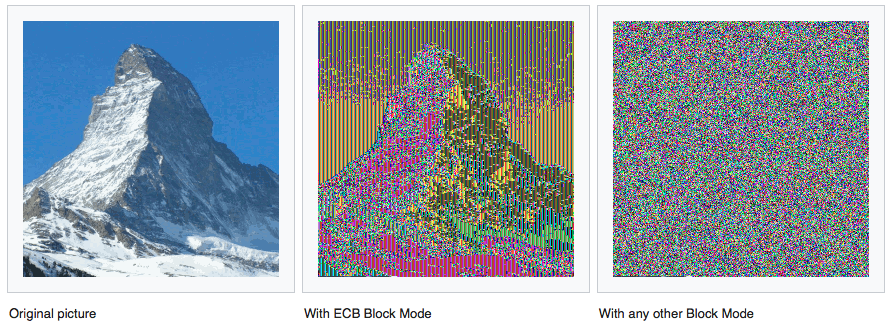 Original picture
With ECB Block Mode
With any other Block Mode